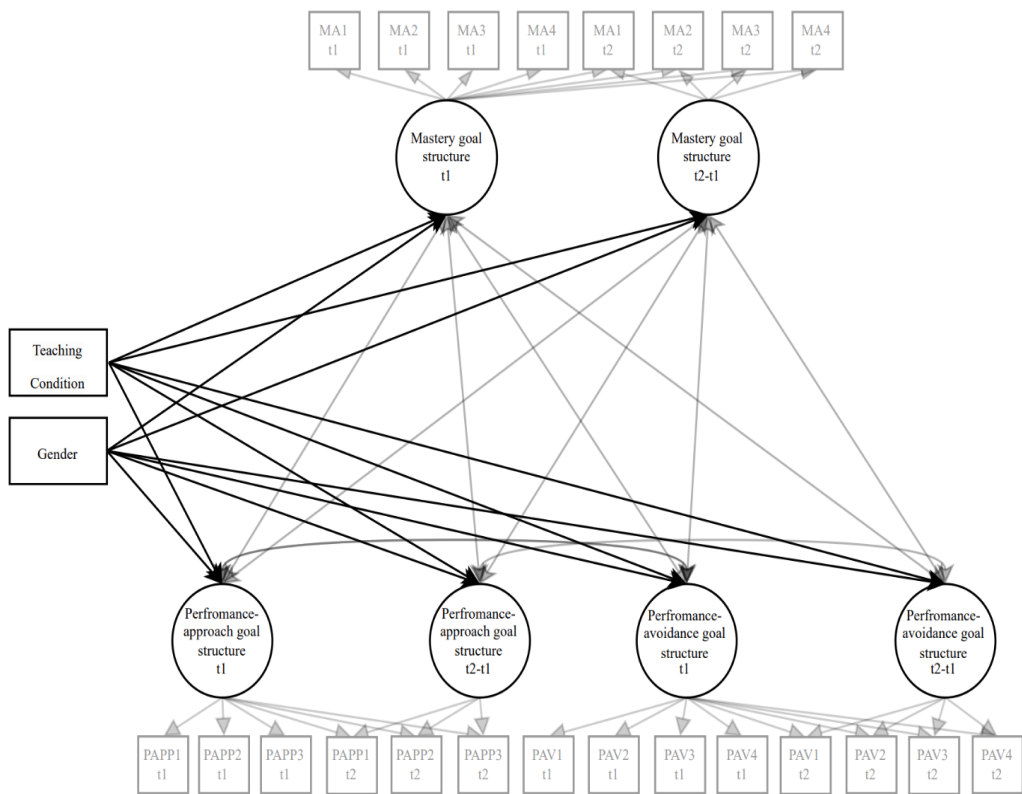 MA1
t1
MA2
t1
MA3
t1
MA4
t1
MA1
t2
MA2
t2
MA3
t2
MA4
t2
Mastery goal
structure
t1
Mastery goal
structure
t2-t1
Teaching
Condition
Gender
Perfromance-
approach goal
structure
t1
Perfromance-
approach goal
structure
t2-t1
Perfromance-
avoidance goal
structure
t1
Perfromance-
avoidance goal
structure
t2-t1
PAPP1
t1
PAPP2
t1
PAPP3
t1
PAPP1
t2
PAPP2
t2
PAPP3
t2
PAV1
t1
PAV2
t1
PAV3
t1
PAV4
t1
PAV1
t2
PAV2
t2
PAV3
t2
PAV4
t2